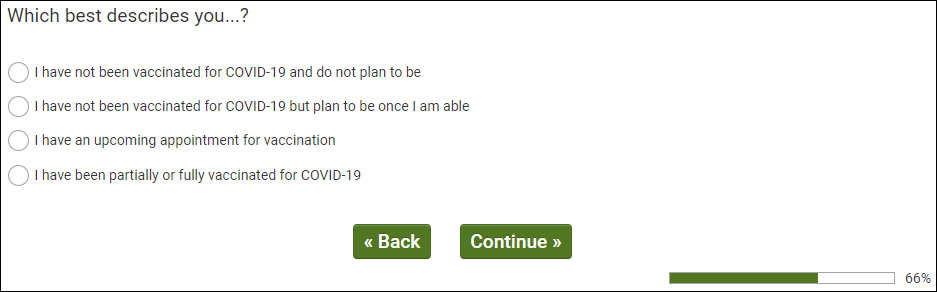 Which best describes you...?
I have not been vaccinated for COVID-19 and do not plan to be
I have not been vaccinated for COVID-19 but plan to be once I am able
I have an upcoming appointment for vaccination
I have been partially or fully vaccinated for COVID-19
« Back Continue »
66%